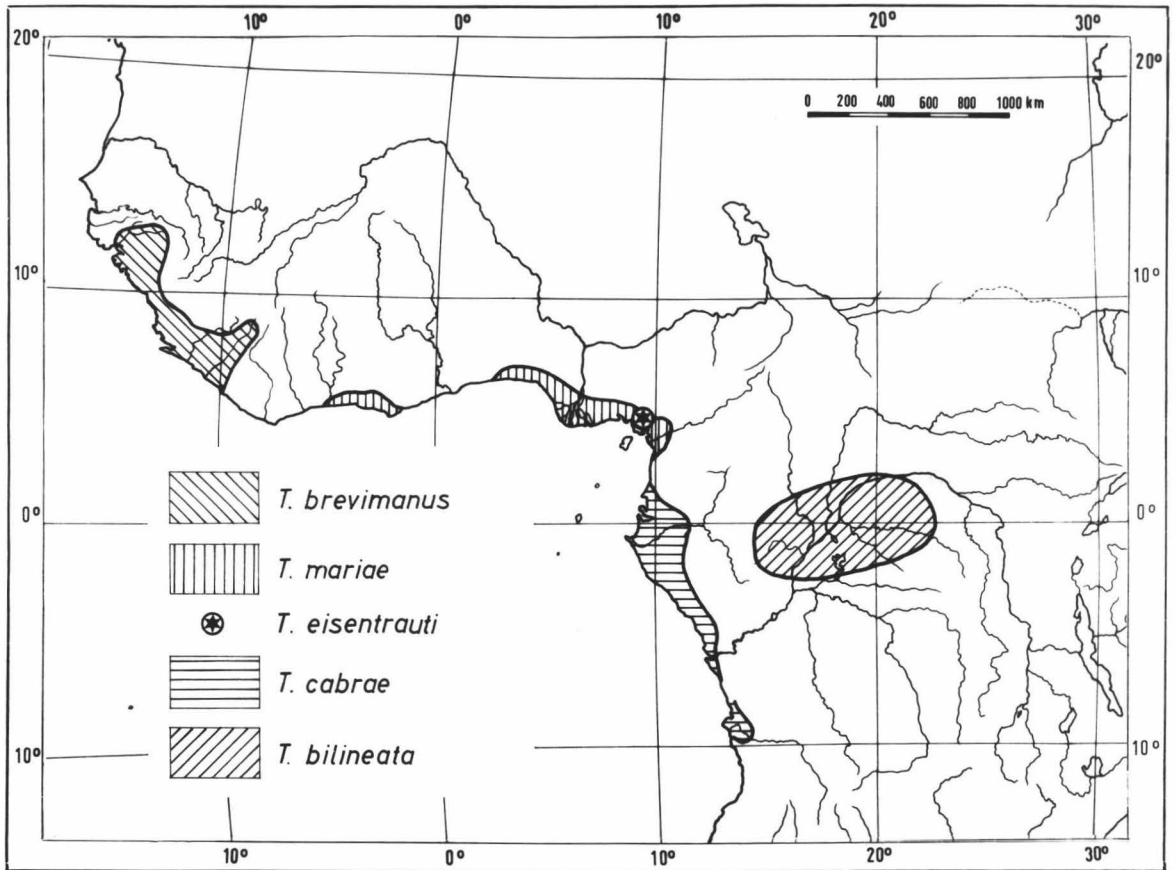 10° 0° 10° 20° 30°
20° 20°
0 200 400 600 800 1000 km
10° 10°
T. brevimanus
0° 0°
T. mariae
T. eisentrauti
T. cabrae
T. bilineata
10° 10°
10° 0° 10° 20° 30°